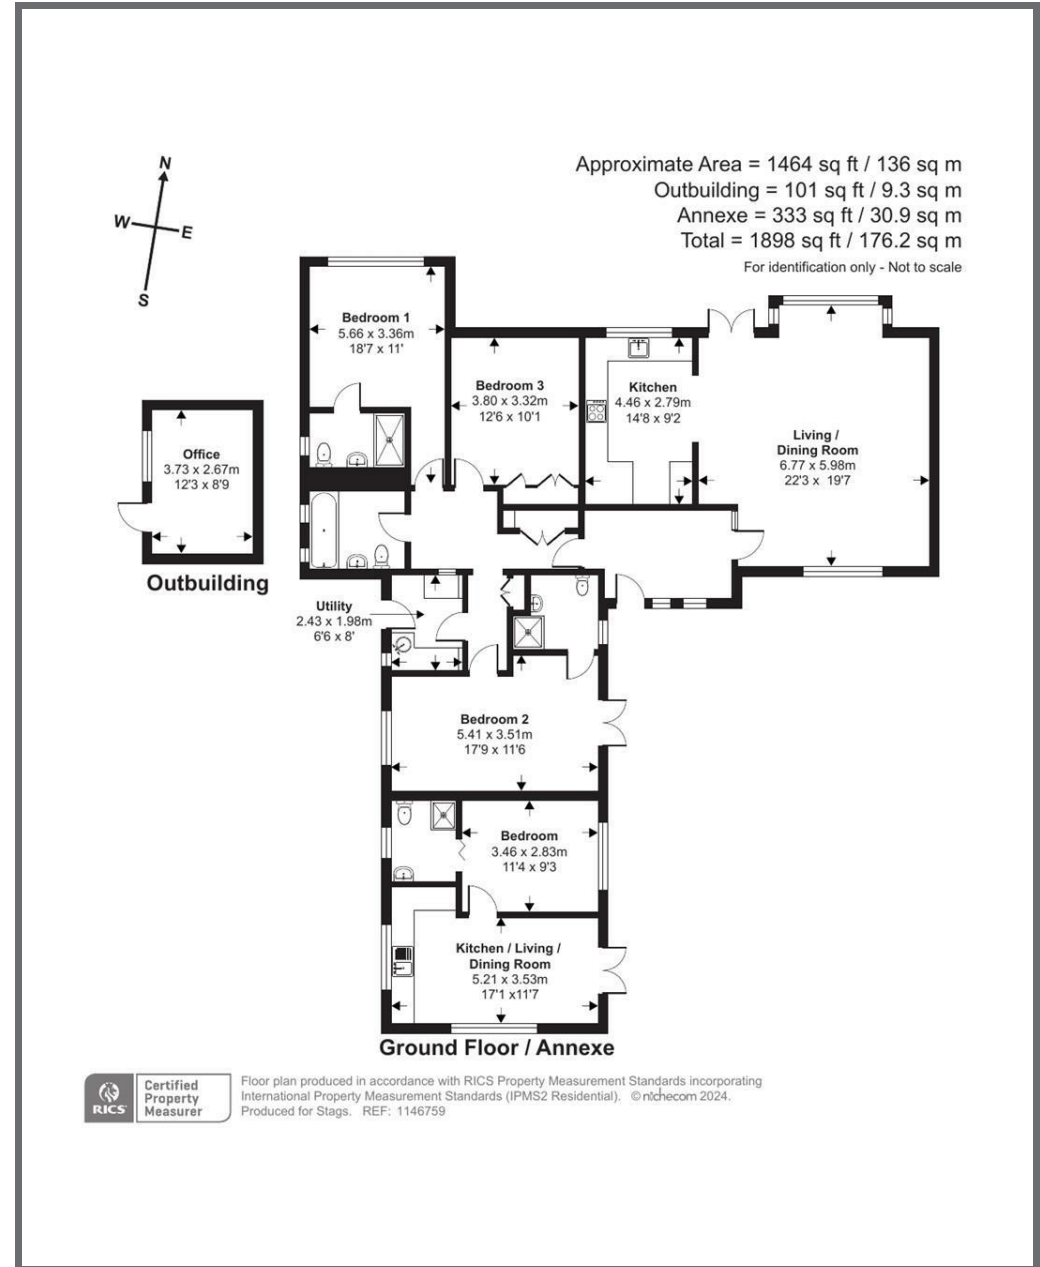 N
W
E
S
Approximate Area = 1464 sq ft / 136 sq m
Outbuilding = 101 sq ft / 9.3 sq m
Annexe = 333 sq ft / 30.9 sq m
Total = 1898 sq ft / 176.2 sq m
For identification only - Not to scale
Bedroom 1
5.66 x 3.36m
18'7 x 11'
Bedroom 3
3.80 x 3.32m
12'6 x 10'1
Kitchen
4.46 x 2.79m
14'8 x 9'2
Living /
Dining Room
6.77 x 5.98m
22'3 x 19'7
Office
3.73 x 2.67m
12'3 x 8'9
Outbuilding
Utility
2.43 x 1.98m
6'6 x 8'
Bedroom 2
5.41 x 3.51m
17'9 x 11'6
Bedroom
3.46 x 2.83m
11'4 x 9'3
Kitchen / Living /
Dining Room
5.21 x 3.53m
17'1 x11'7
Ground Floor / Annexe
RICS
Certified
Property
Measurer
Floor plan produced in accordance with RICS Property Measurement Standards incorporating
International Property Measurement Standards (IPMS2 Residential). © nichecom 2024.
Produced for Stags. REF: 1146759